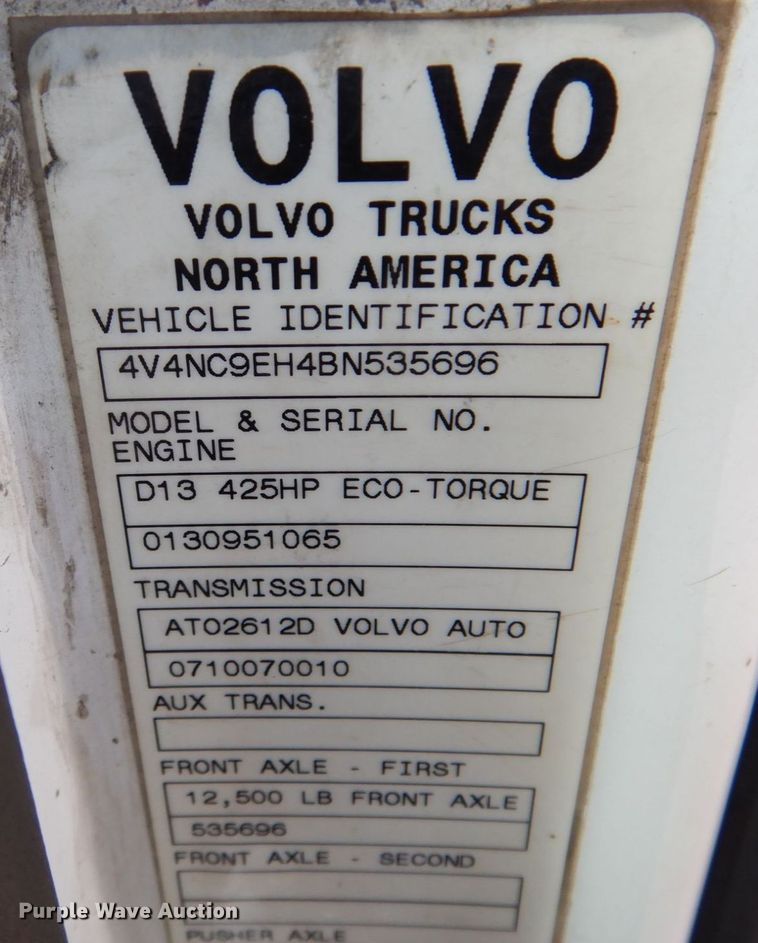 VOLVO
VOLVO TRUCKS
NORTH AMERICA
VEHICLE IDENTIFICATION #
4V4NC9EH4BN535696
MODEL & SERIAL NO.
ENGINE
D13 425HP ECO-TORQUE
0130951065
TRANSMISSION
ATO2612D VOLVO AUTO
0710070010
AUX TRANS.
FRONT AXLE - FIRST
12,500 LB FRONT AXLE
535696
FRONT AXLE - SECOND
PUSHER AXLE
Purple Wave Auction